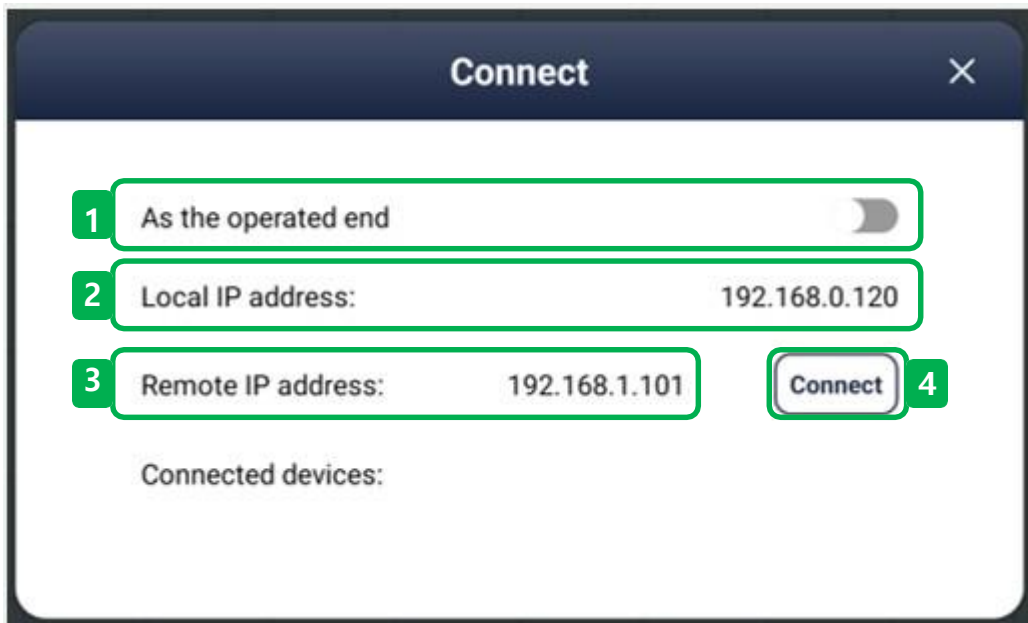 Connect
1 As the operated end
2 Local IP address: 192.168.0.120
3 Remote IP address: 192.168.1.101 Connect 4
Connected devices: